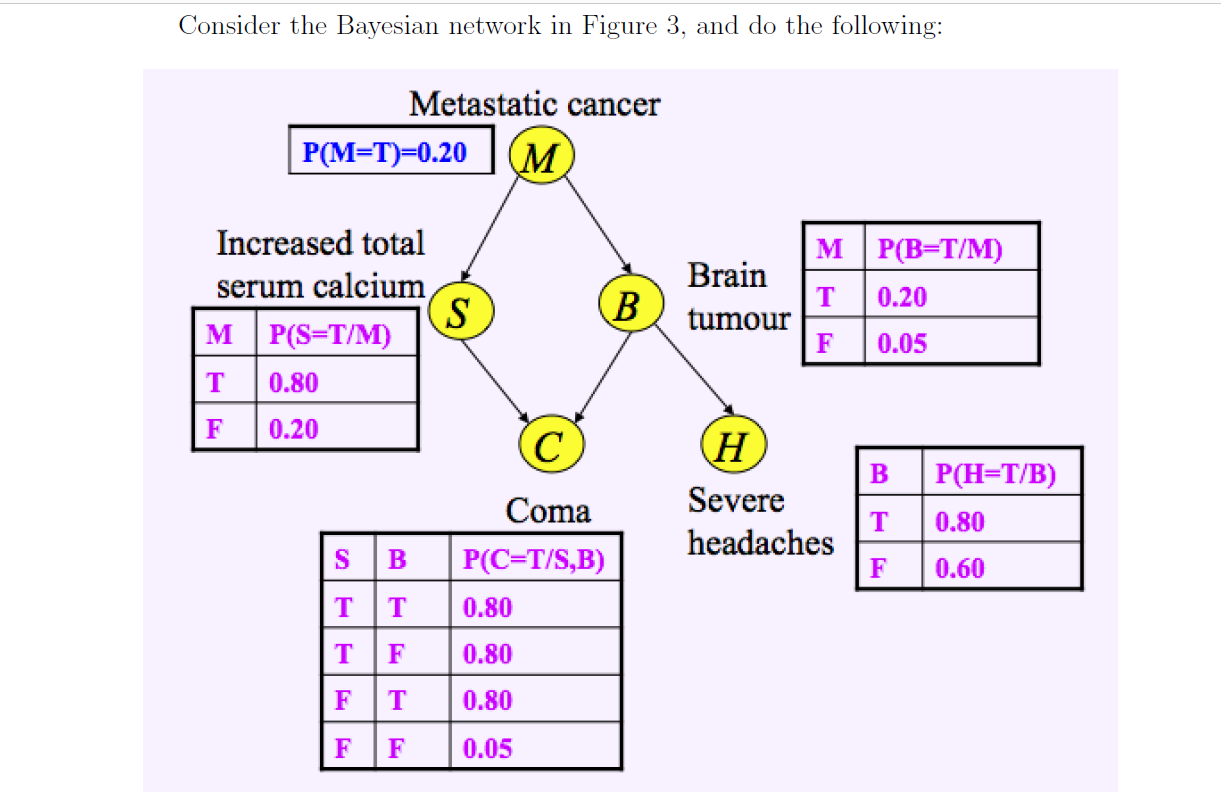 Consider the Bayesian network in Figure 3, and do the following:
Metastatic cancer
P(M=T)=0.20
M
Increased total
serum calcium
S
M P(S=T/M)
T 0.80
F 0.20
B
Brain
tumour
M P(B=T/M)
T 0.20
F 0.05
C
Coma
S B P(C=T/S,B)
T T 0.80
T F 0.80
F T 0.80
F F 0.05
H
Severe
headaches
B P(H=T/B)
T 0.80
F 0.60